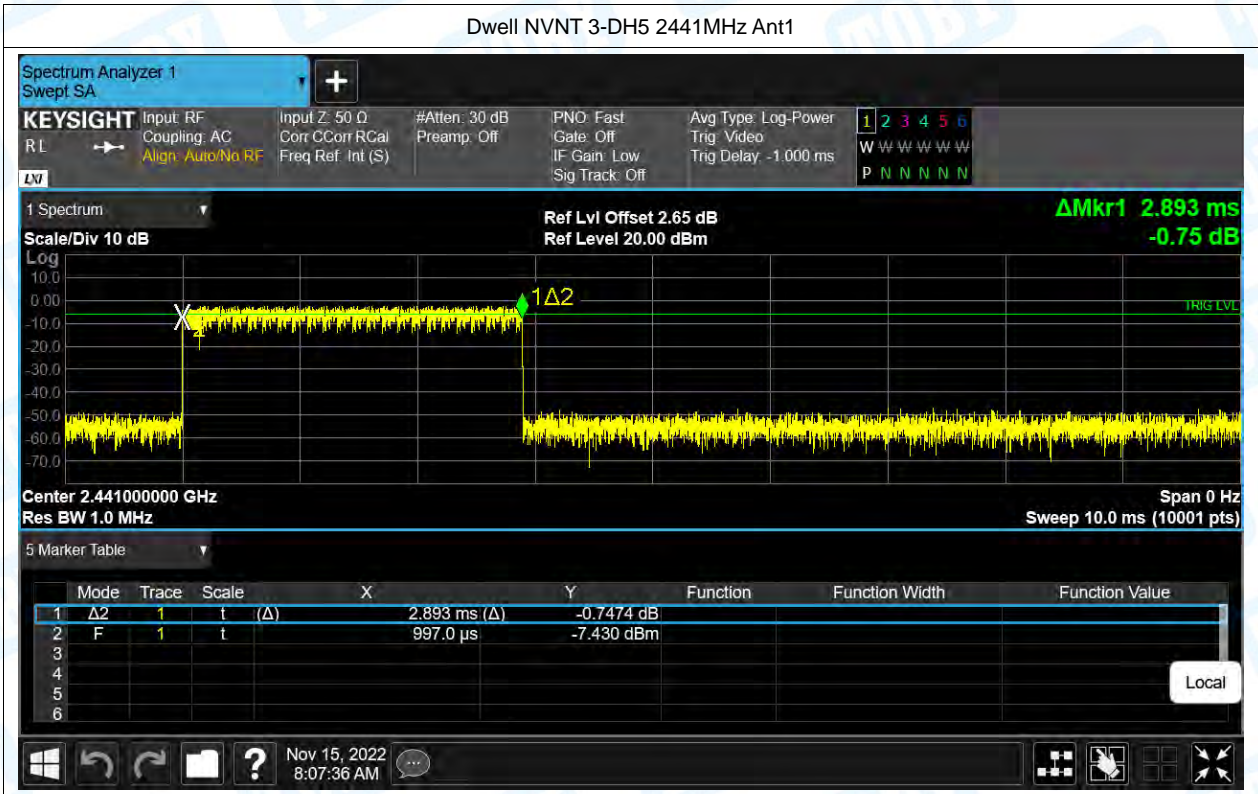 Dwell NVNT 3-DH5 2441MHz Ant1
Spectrum Analyzer 1
Swept SA
+
KEYSIGHT Input: RF Input Z: 50 Ω #Atten: 30 dB PNO: Fast Avg Type: Log-Power 1 2 3 4 5 6
RL Coupling: AC Corr CCorr RCal Preamp: Off Gate: Off Trig: Video W W W W W W
Align: Auto/No RF Freq Ref: Int (S) IF Gain: Low Trig Delay: -1.000 ms
LXI Sig Track: Off P N N N N N
1 Spectrum Ref Lvl Offset 2.65 dB ΔMkr1 2.893 ms
Scale/Div 10 dB Ref Level 20.00 dBm -0.75 dB
Log
10.0
0.00 1Δ2 TRIG LVL
-10.0 X 2
-20.0
-30.0
-40.0
-50.0
-60.0
-70.0
Center 2.441000000 GHz Span 0 Hz
Res BW 1.0 MHz Sweep 10.0 ms (10001 pts)
5 Marker Table
Mode Trace Scale X Y Function Function Width Function Value
1 Δ2 1 t (Δ) 2.893 ms (Δ) -0.7474 dB
2 F 1 t 997.0 µs -7.430 dBm
3
4
5
6
Local
? Nov 15, 2022
8:07:36 AM